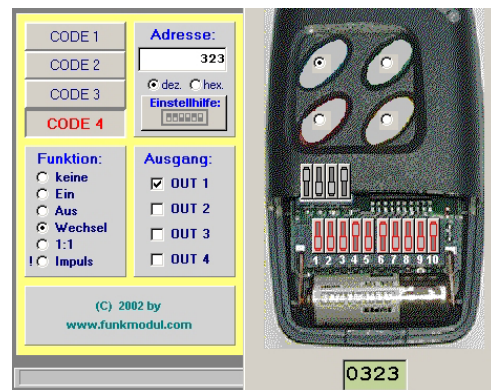 CODE 1
CODE 2
CODE 3
CODE 4
Adresse:
323
dez. hex.
Einstellhilfe:
Funktion:
keine
Ein
Aus
Wechsel
1:1
! Impuls
Ausgang:
OUT 1
OUT 2
OUT 3
OUT 4
(C) 2002 by
www.funkmodul.com
1 2 3 4 5 6 7 8 9 10
0323